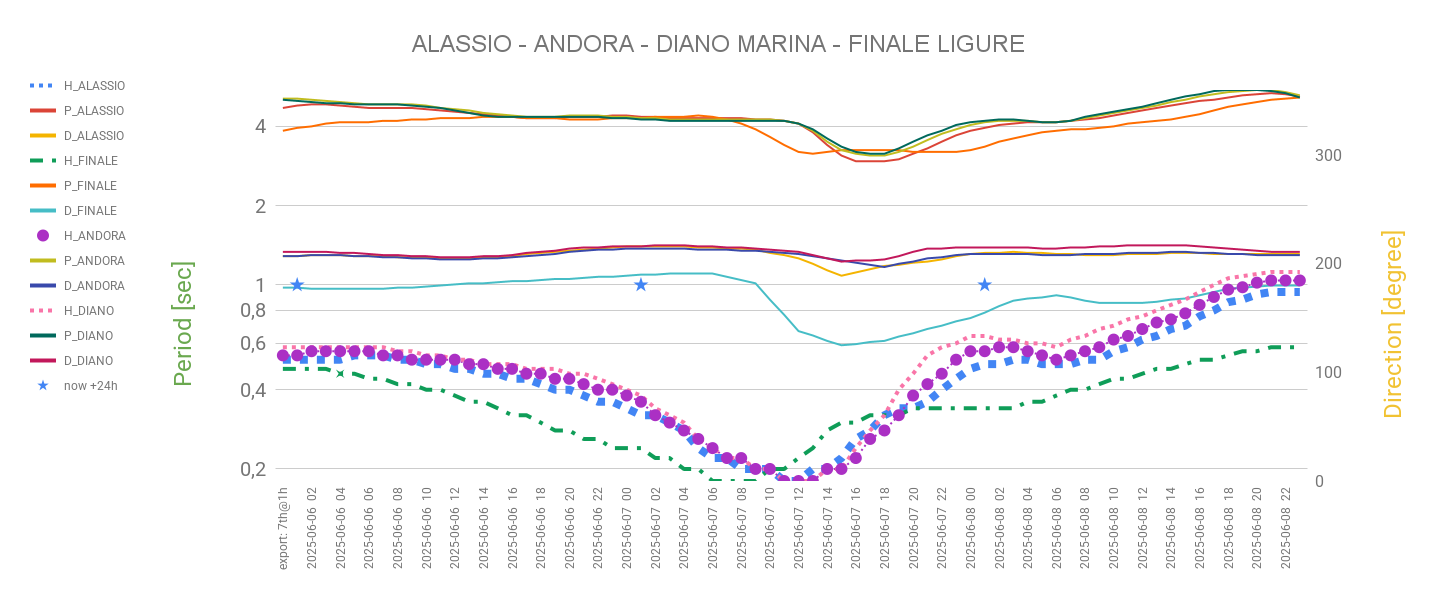 ALASSIO - ANDORA - DIANO MARINA - FINALE LIGURE
H_ALASSIO
P_ALASSIO
D_ALASSIO
H_FINALE
P_FINALE
D_FINALE
H_ANDORA
P_ANDORA
D_ANDORA
H_DIANO
P_DIANO
D_DIANO
now +24h
Period [sec]
4
2
1
0,8
0,6
0,4
0,2
300
200
100
0
Direction [degree]
export: 7th@1h
2025-06-06 02
2025-06-06 04
2025-06-06 06
2025-06-06 08
2025-06-06 10
2025-06-06 12
2025-06-06 14
2025-06-06 16
2025-06-06 18
2025-06-06 20
2025-06-06 22
2025-06-07 00
2025-06-07 02
2025-06-07 04
2025-06-07 06
2025-06-07 08
2025-06-07 10
2025-06-07 12
2025-06-07 14
2025-06-07 16
2025-06-07 18
2025-06-07 20
2025-06-07 22
2025-06-08 00
2025-06-08 02
2025-06-08 04
2025-06-08 06
2025-06-08 08
2025-06-08 10
2025-06-08 12
2025-06-08 14
2025-06-08 16
2025-06-08 18
2025-06-08 20
2025-06-08 22